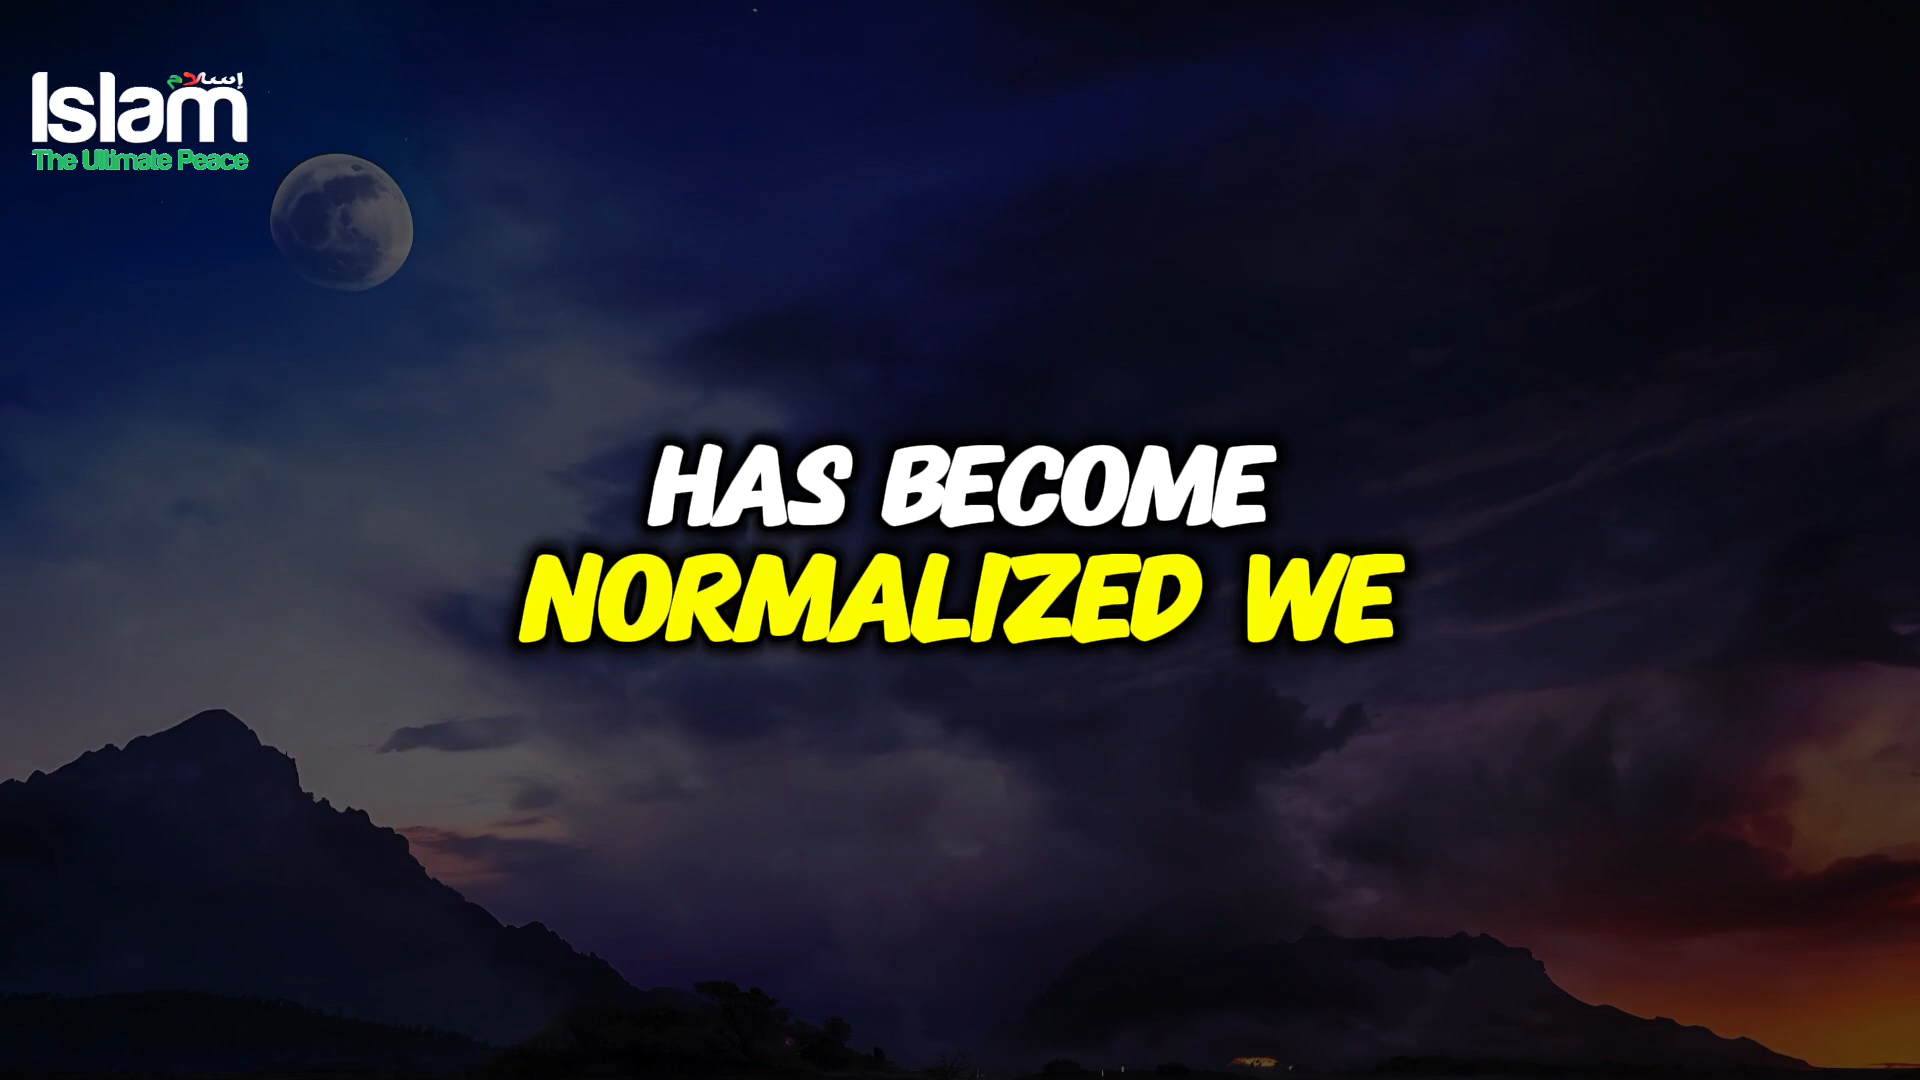 إسلام
Islam
The Ultimate Peace
HAS BECOME
NORMALIZED WE